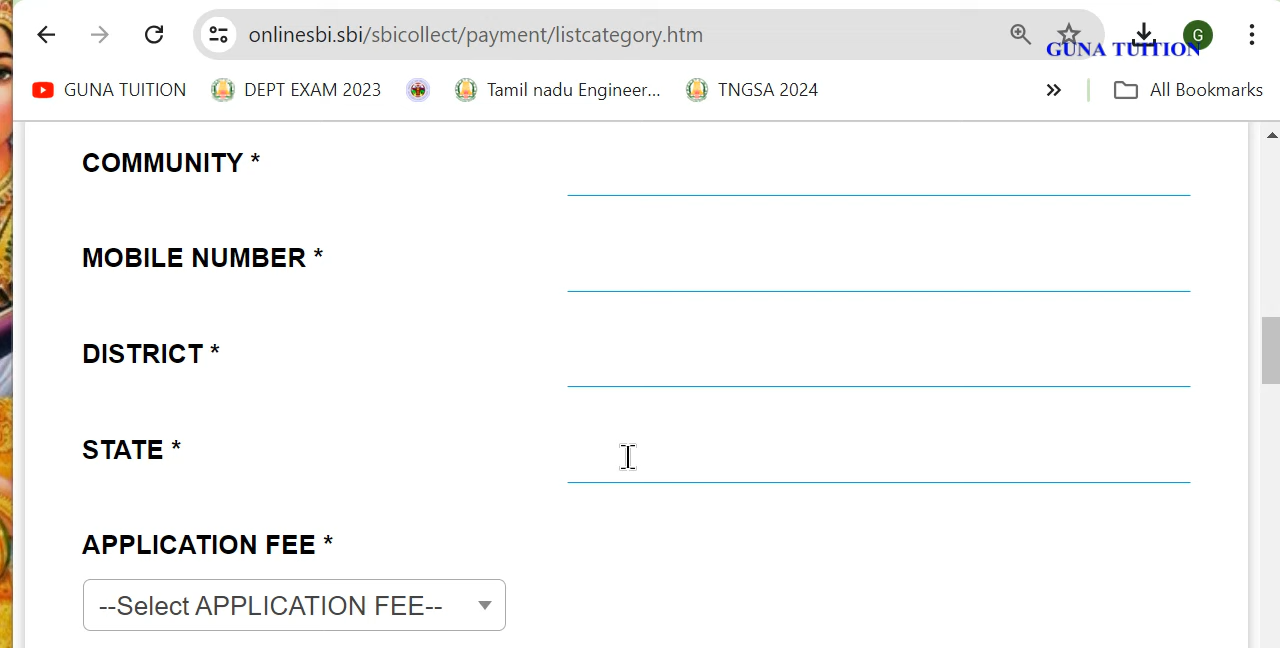 onlinesbi.sbi/sbicollect/payment/listcategory.htm
G
GUNA TUITION
GUNA TUITION
DEPT EXAM 2023
Tamil nadu Engineer...
TNGSA 2024
»
All Bookmarks
COMMUNITY *
MOBILE NUMBER *
DISTRICT *
STATE *
APPLICATION FEE *
--Select APPLICATION FEE--